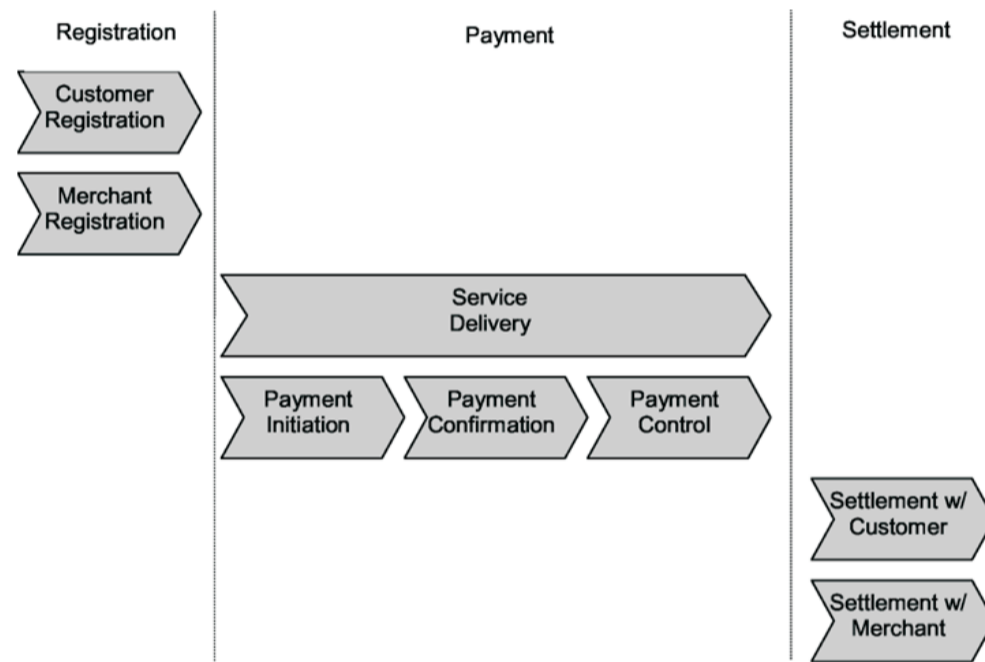 Registration
Payment
Settlement
Customer
Registration
Merchant
Registration
Service
Delivery
Payment
Initiation
Payment
Confirmation
Payment
Control
Settlement w/
Customer
Settlement w/
Merchant